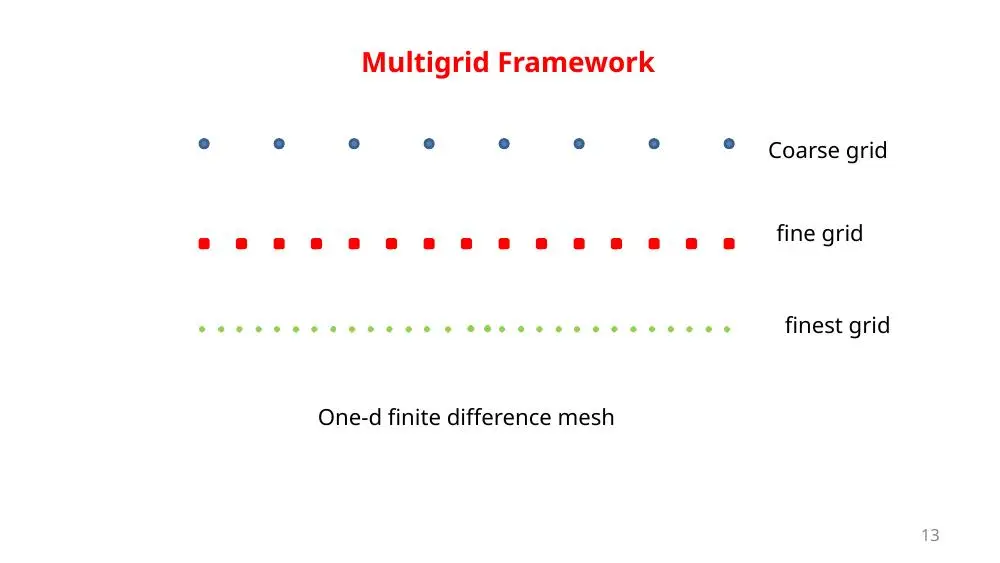 Multigrid Framework
Coarse grid
fine grid
finest grid
One-d finite difference mesh
13